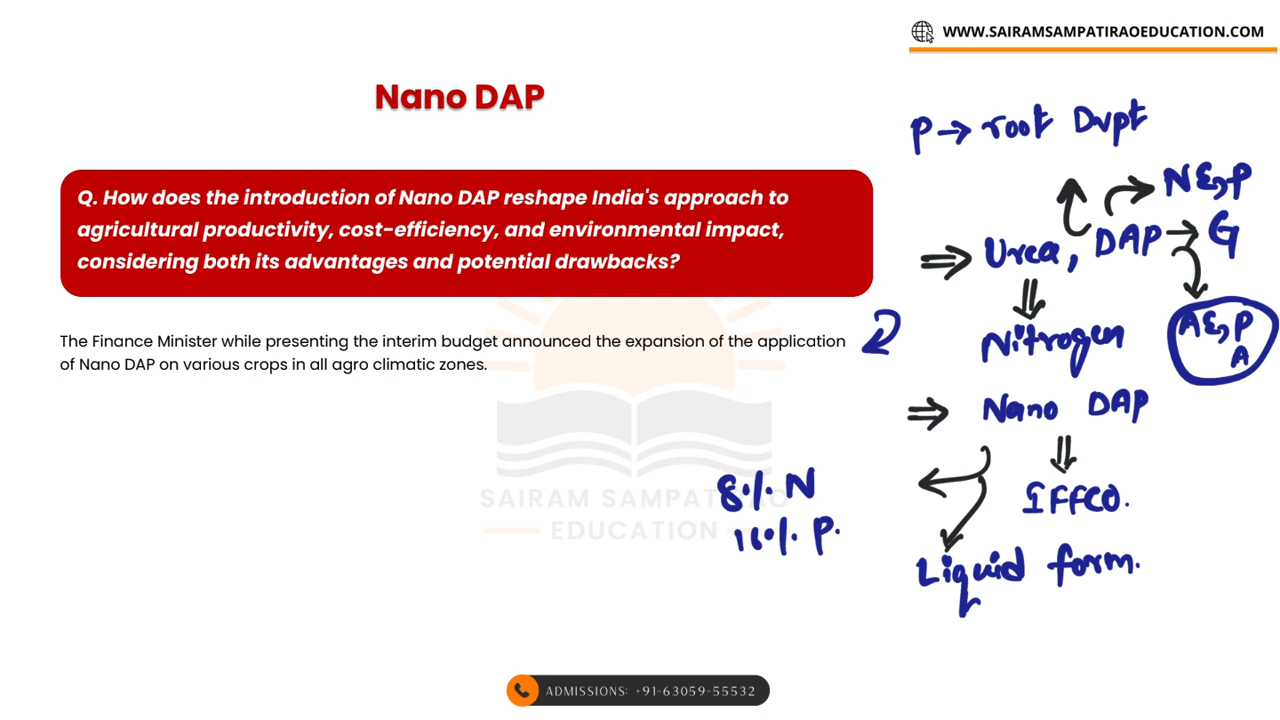 WWW.SAIRAMSAMPATIRAOEDUCATION.COM
Nano DAP
Q. How does the introduction of Nano DAP reshape India's approach to
agricultural productivity, cost-efficiency, and environmental impact,
considering both its advantages and potential drawbacks?
The Finance Minister while presenting the interim budget announced the expansion of the application
of Nano DAP on various crops in all agro climatic zones.
P → root Dvpt
N &, P
⇒ Urea, DAP → G
Nitrogen
A &, P
A
⇒ Nano DAP
IFFCO.
8% N
16% P.
Liquid form.
SAIRAM SAMPATIRAO
EDUCATION
ADMISSIONS: +91-63059-55532